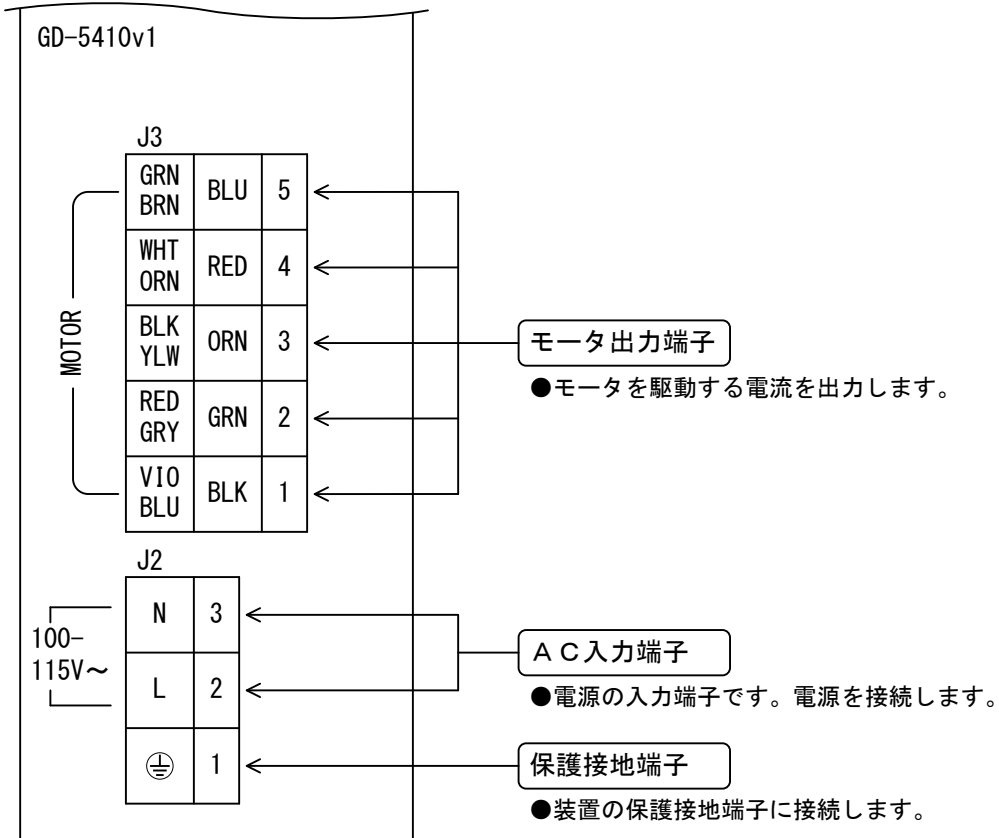 GD-5410v1
J3
GRN BLU 5
BRN
WHT RED 4
ORN
BLK ORN 3
YLW
RED GRN 2
GRY
VIO BLK 1
BLU
MOTOR
モータ出力端子
●モータを駆動する電流を出力します。
J2
N 3
L 2
1
100-
115V～
AC入力端子
●電源の入力端子です。電源を接続します。
保護接地端子
●装置の保護接地端子に接続します。